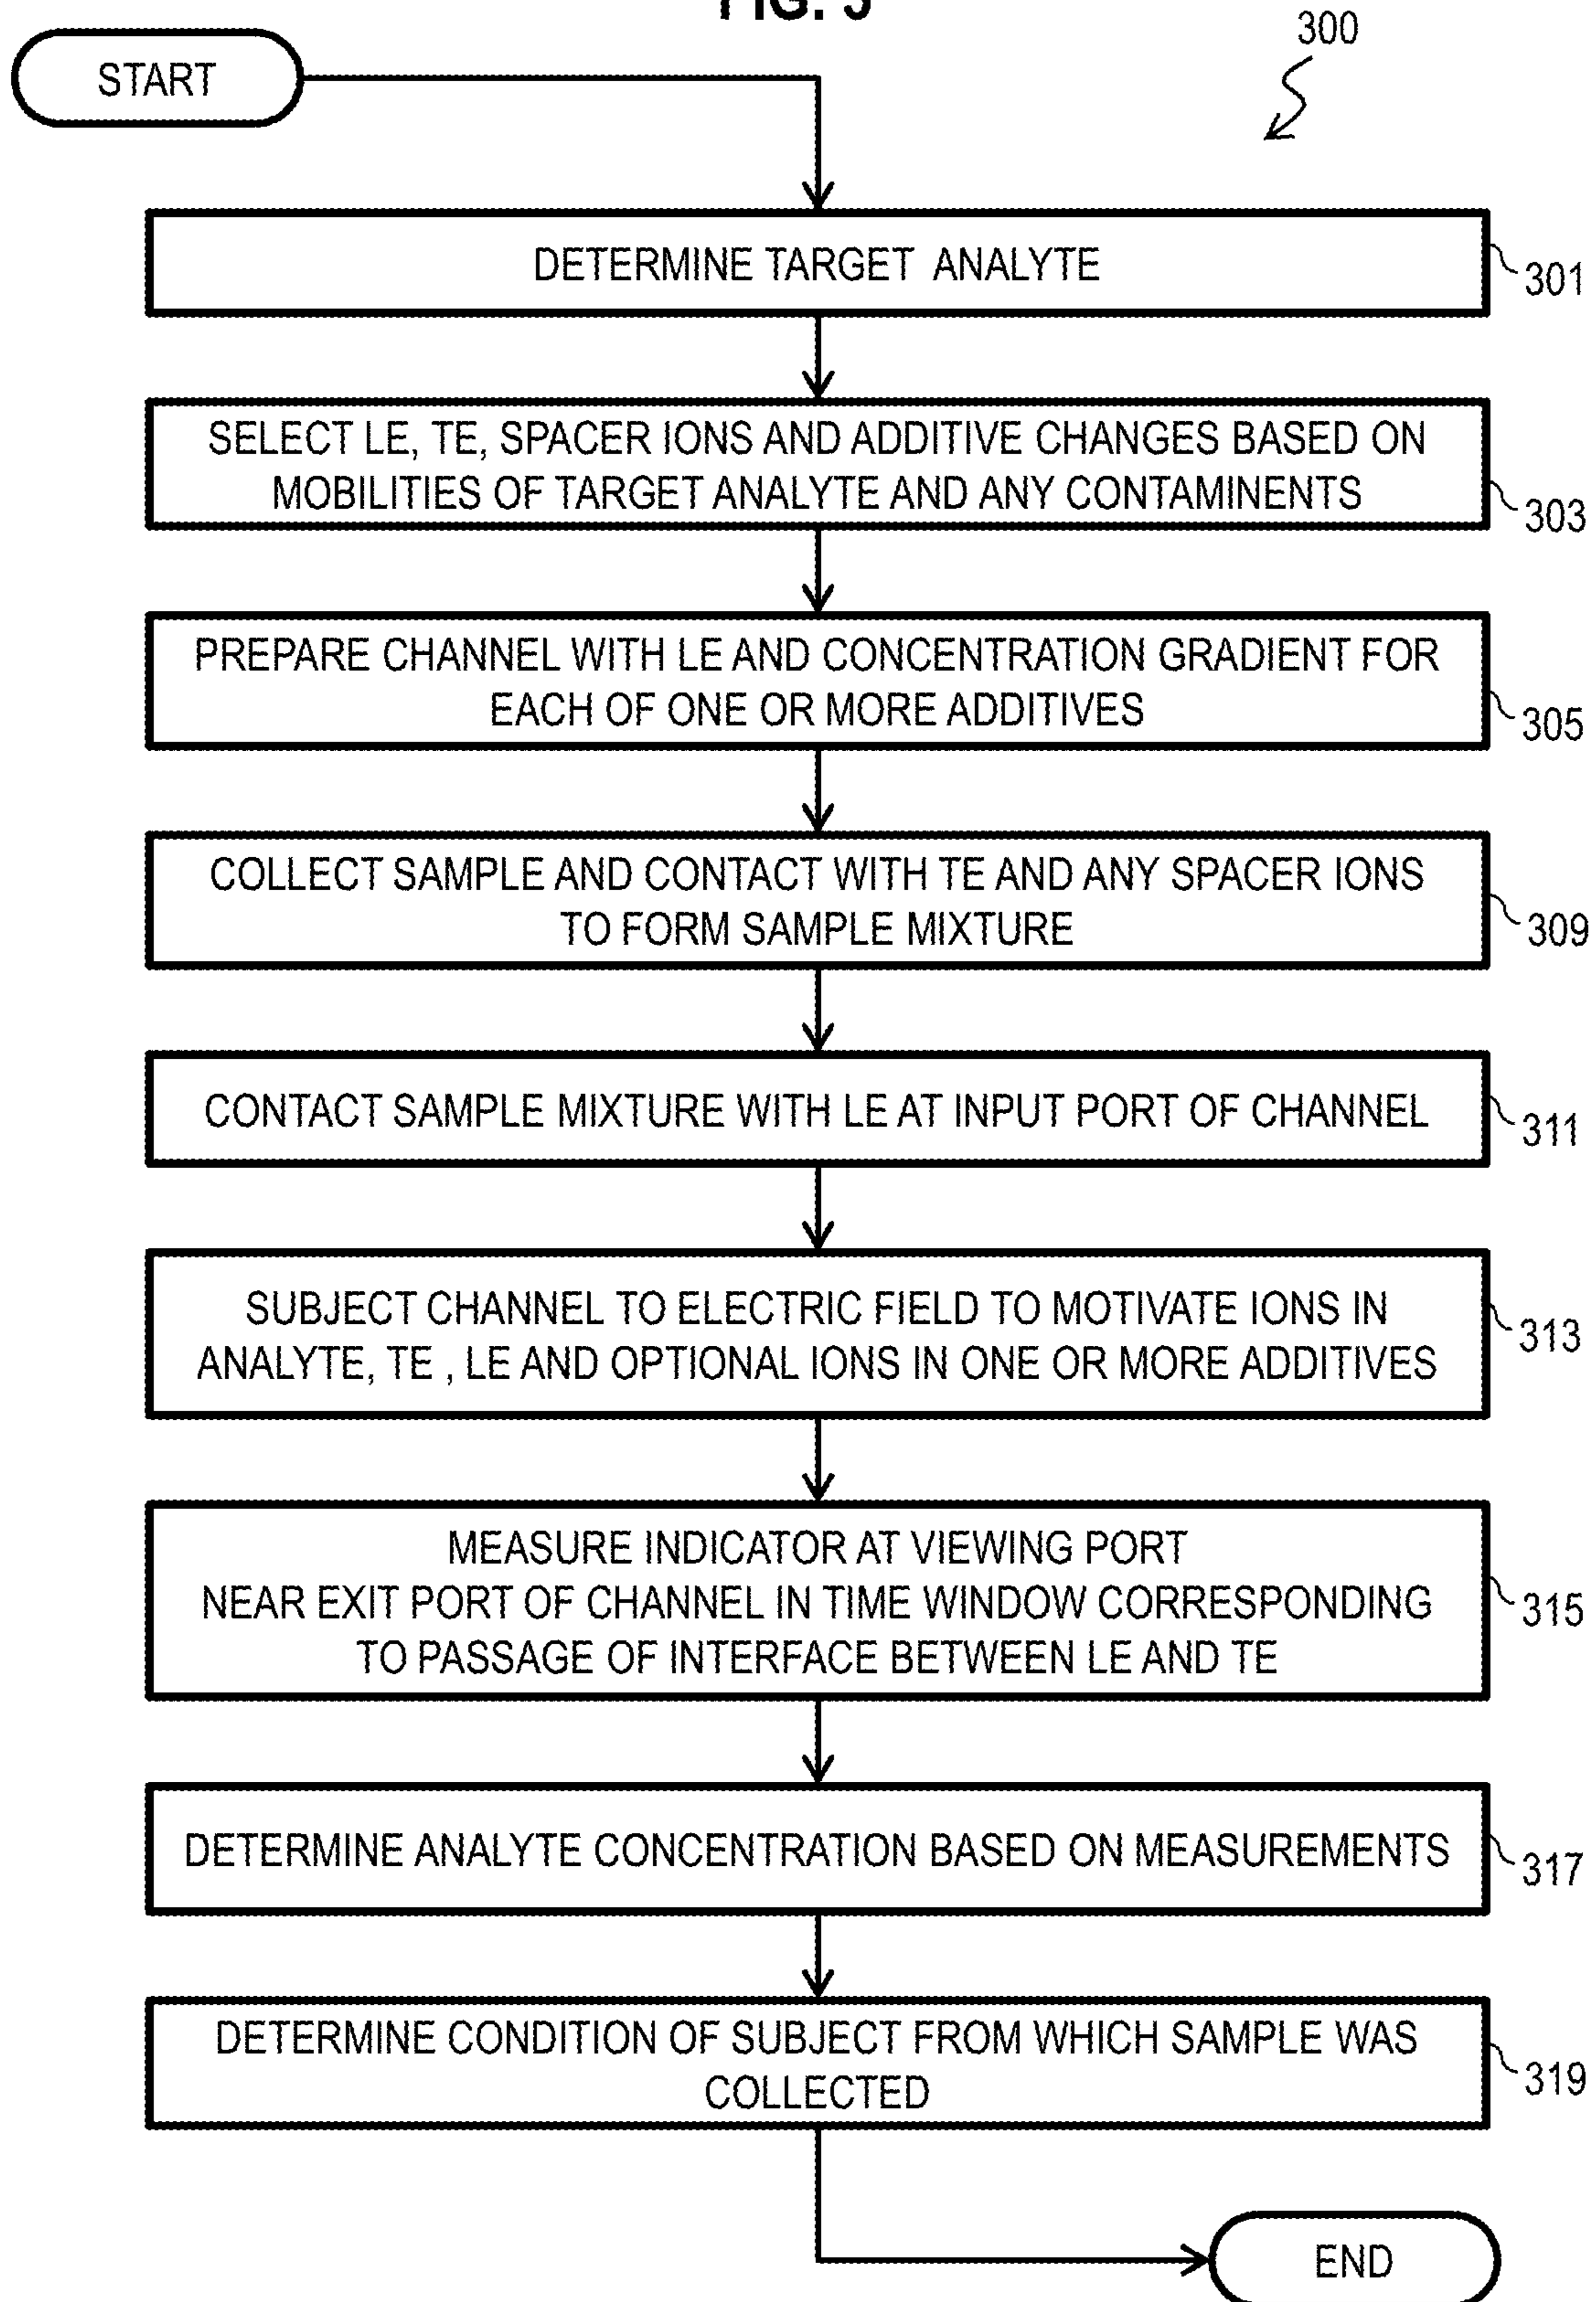 FIG. 3
300
START
DETERMINE TARGET ANALYTE
301
SELECT LE, TE, SPACER IONS AND ADDITIVE CHANGES BASED ON
MOBILITIES OF TARGET ANALYTE AND ANY CONTAMINENTS
303
PREPARE CHANNEL WITH LE AND CONCENTRATION GRADIENT FOR
EACH OF ONE OR MORE ADDITIVES
305
COLLECT SAMPLE AND CONTACT WITH TE AND ANY SPACER IONS
TO FORM SAMPLE MIXTURE
309
CONTACT SAMPLE MIXTURE WITH LE AT INPUT PORT OF CHANNEL
311
SUBJECT CHANNEL TO ELECTRIC FIELD TO MOTIVATE IONS IN
ANALYTE, TE , LE AND OPTIONAL IONS IN ONE OR MORE ADDITIVES
313
MEASURE INDICATOR AT VIEWING PORT
NEAR EXIT PORT OF CHANNEL IN TIME WINDOW CORRESPONDING
TO PASSAGE OF INTERFACE BETWEEN LE AND TE
315
DETERMINE ANALYTE CONCENTRATION BASED ON MEASUREMENTS
317
DETERMINE CONDITION OF SUBJECT FROM WHICH SAMPLE WAS
COLLECTED
319
END